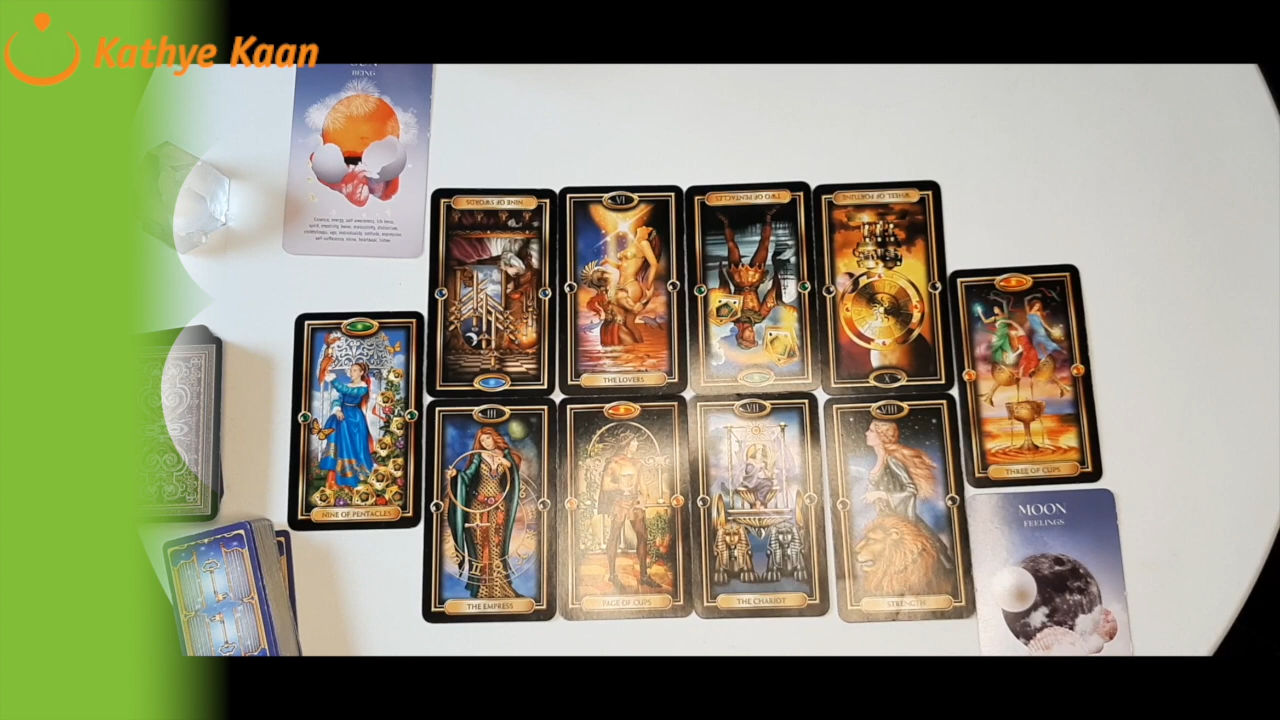 Kathye Kaan
BEING
NINE OF SWORDS
VI
THE LOVERS
TWO OF PENTACLES
WHEEL OF FORTUNE
X
NINE OF PENTACLES
III
THE EMPRESS
PAGE OF CUPS
VII
THE CHARIOT
VIII
STRENGTH
THREE OF CUPS
MOON
FEELINGS